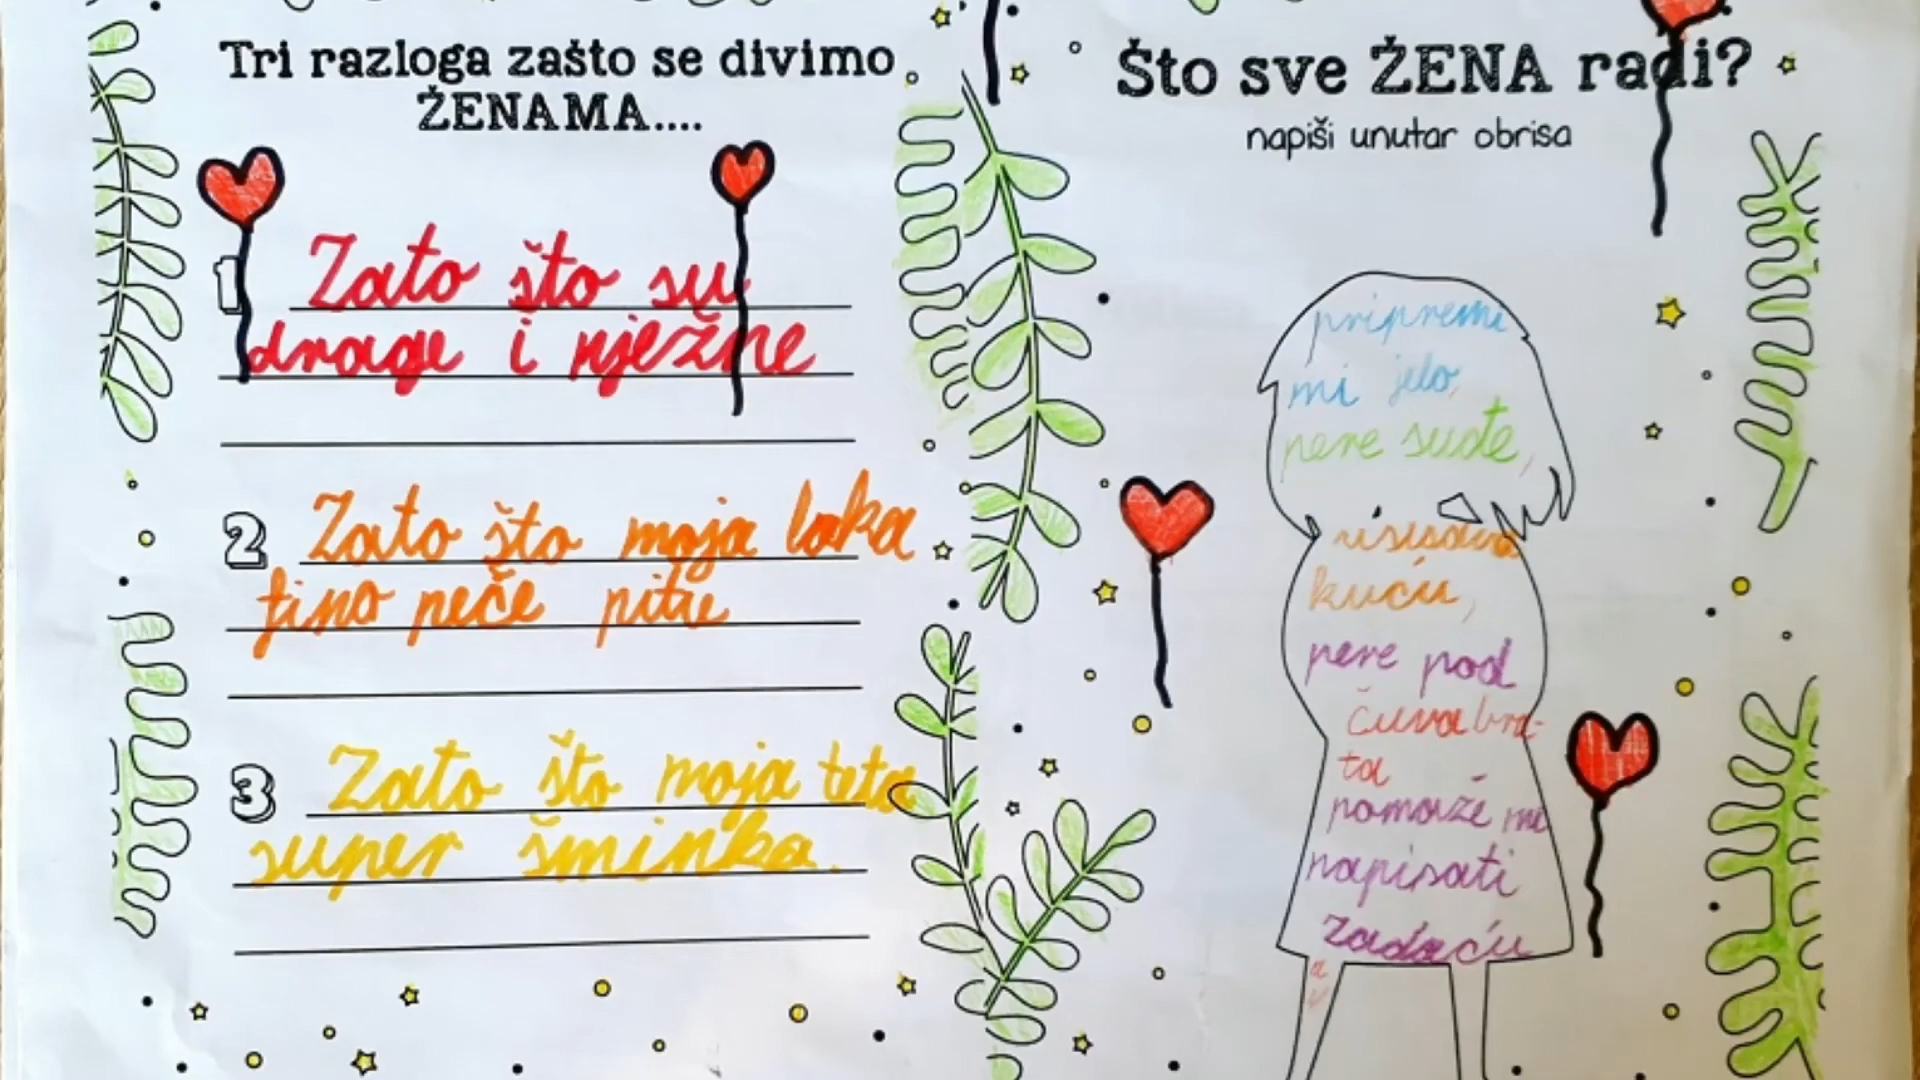 Tri razloga zašto se divimo
ŽENAMA....
1 Zato što su
drage i nježne
2 Zato što moja baka
fino peče pitu
3 Zato što moja teta
super šminka.
Što sve ŽENA radi?
napiši unutar obrisa
pripremi
mi jelo,
pere suđe,
kuću,
pere pod
čuva bra-
ta
pomaže mi
napisati
zadaću